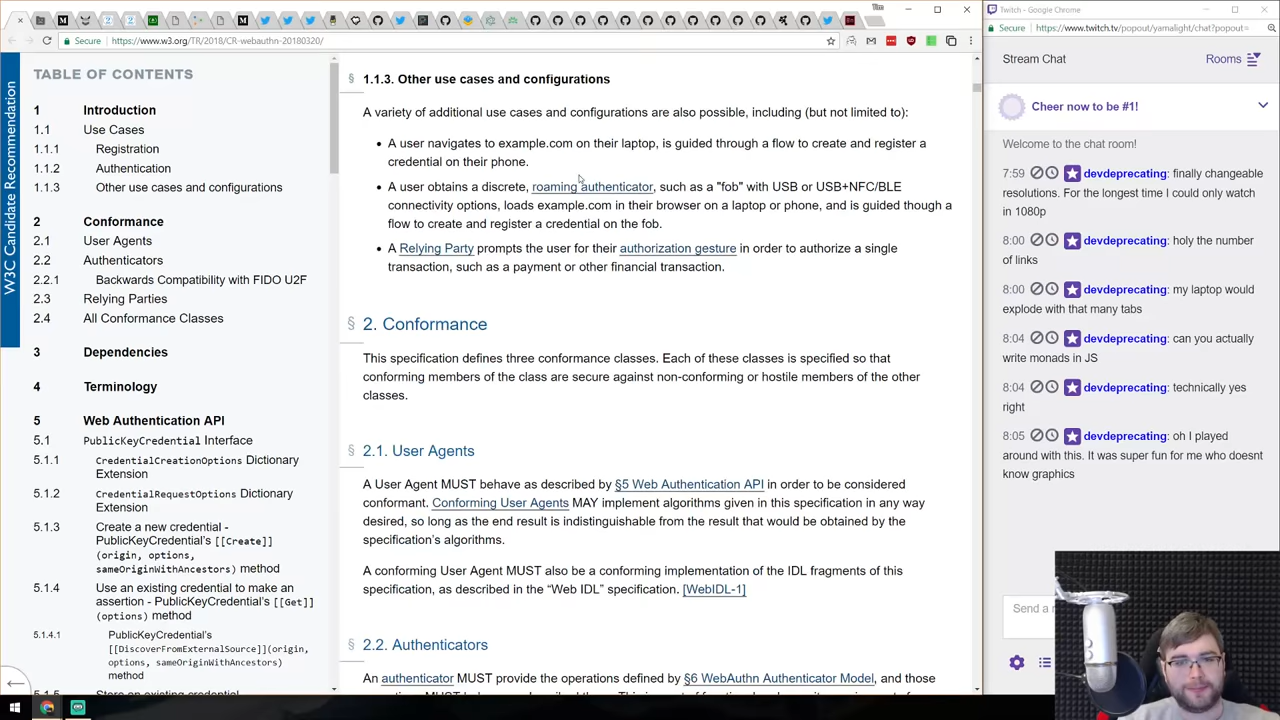 Tim
Secure
https://www.w3.org/TR/2018/CR-webauthn-20180320/
W3C Candidate Recommendation
TABLE OF CONTENTS
1 Introduction
1.1 Use Cases
1.1.1 Registration
1.1.2 Authentication
1.1.3 Other use cases and configurations
2 Conformance
2.1 User Agents
2.2 Authenticators
2.2.1 Backwards Compatibility with FIDO U2F
2.3 Relying Parties
2.4 All Conformance Classes
3 Dependencies
4 Terminology
5 Web Authentication API
5.1 PublicKeyCredential Interface
5.1.1 CredentialCreationOptions Dictionary
Extension
5.1.2 CredentialRequestOptions Dictionary
Extension
5.1.3 Create a new credential -
PublicKeyCredential's [[Create]]
(origin, options,
sameOriginWithAncestors) method
5.1.4 Use an existing credential to make an
assertion - PublicKeyCredential's [[Get]]
(options) method
5.1.4.1 PublicKeyCredential's
[[DiscoverFromExternalSource]](origin,
options, sameOriginWithAncestors)
method
5.1.5 Store an existing credential
§ 1.1.3. Other use cases and configurations
A variety of additional use cases and configurations are also possible, including (but not limited to):
• A user navigates to example.com on their laptop, is guided through a flow to create and register a
credential on their phone.
• A user obtains a discrete, roaming authenticator, such as a "fob" with USB or USB+NFC/BLE
connectivity options, loads example.com in their browser on a laptop or phone, and is guided though a
flow to create and register a credential on the fob.
• A Relying Party prompts the user for their authorization gesture in order to authorize a single
transaction, such as a payment or other financial transaction.
§ 2. Conformance
This specification defines three conformance classes. Each of these classes is specified so that
conforming members of the class are secure against non-conforming or hostile members of the other
classes.
§ 2.1. User Agents
A User Agent MUST behave as described by §5 Web Authentication API in order to be considered
conformant. Conforming User Agents MAY implement algorithms given in this specification in any way
desired, so long as the end result is indistinguishable from the result that would be obtained by the
specification's algorithms.
A conforming User Agent MUST also be a conforming implementation of the IDL fragments of this
specification, as described in the “Web IDL” specification. [WebIDL-1]
§ 2.2. Authenticators
An authenticator MUST provide the operations defined by §6 WebAuthn Authenticator Model, and those
Twitch - Google Chrome
Secure
https://www.twitch.tv/popout/yamalight/chat?popout=
Stream Chat
Rooms
Cheer now to be #1!
Welcome to the chat room!
7:59 devdeprecating: finally changeable
resolutions. For the longest time I could only watch
in 1080p
8:00 devdeprecating: holy the number
of links
8:00 devdeprecating: my laptop would
explode with that many tabs
8:04 devdeprecating: can you actually
write monads in JS
8:04 devdeprecating: technically yes
right
8:05 devdeprecating: oh I played
around with this. It was super fun for me who doesnt
know graphics
Send a